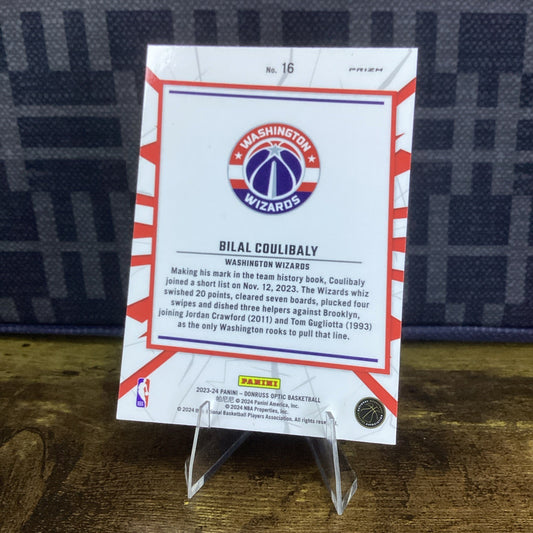 No. 16
PRIZM
WASHINGTON
WIZARDS
BILAL COULIBALY
WASHINGTON WIZARDS
Making his mark in the team history book, Coulibaly
joined a short list on Nov. 12, 2023. The Wizards whiz
swished 20 points, cleared seven boards, plucked four
swipes and dished three helpers against Brooklyn,
joining Jordan Crawford (2011) and Tom Gugliotta (1993)
as the only Washington rooks to pull that line.
PANINI
2023-24 PANINI – DONRUSS OPTIC BASKETBALL
© 2024 Panini America, Inc.
© 2024 NBA Properties, Inc.
© 2024 National Basketball Players Association. All rights reserved.